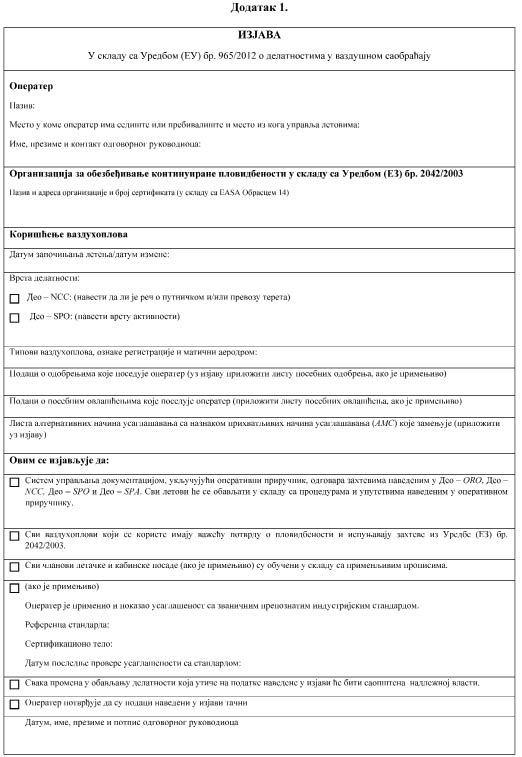 Додатак 1.
ИЗЈАВА
У складу са Уредбом (ЕУ) бр. 965/2012 о делатностима у ваздушном саобраћају
Оператер
Назив:
Место у коме оператер има седиште или пребивалиште и место из кога управља летовима:
Име, презиме и контакт одговорног руководиоца:
Организација за обезбеђивање континуиране пловидбености у складу са Уредбом (ЕЗ) бр. 2042/2003
Назив и адреса организације и број сертификата (у складу са EASA Обрасцем 14)
Коришћење ваздухоплова
Датум започињања летења/датум измене:
Врста делатности:
Део – NCC: (навести да ли је реч о путничком и/или превозу терета)
Део – SPO: (навести врсту активности)
Типови ваздухоплова, ознаке регистрације и матични аеродром:
Подаци о одобрењима које поседује оператер (уз изјаву приложити листу посебних одобрења, ако је примењиво)
Подаци о посебним овлашћењима које поседује оператер (приложити листу посебних овлашћења, ако је примењиво)
Листа алтернативних начина усаглашавања са назнаком прихватљивих начина усаглашавања (AMC) које замењује (приложити
уз изјаву)
Овим се изјављује да:
Систем управљања документацијом, укључујући оперативни приручник, одговара захтевима наведеним у Део – ORO, Део –
NCC, Део – SPO и Део – SPA. Сви летови ће се обављати у складу са процедурама и упутствима наведеним у оперативном
приручнику.
Сви ваздухоплови који се користе имају важећу потврду о пловидбености и испуњавају захтеве из Уредбе (ЕЗ) бр.
2042/2003.
Сви чланови летачке и кабинске посаде (ако је примењиво) су обучени у складу са применљивим прописима.
(ако је примењиво)
Оператер је применио и показао усаглашеност са званичним препознатим индустријским стандардом.
Референца стандарда:
Сертификационо тело:
Датум последње провере усаглашености са стандардом:
Свака промена у обављању делатности која утиче на податке наведене у изјави ће бити саопштена надлежној власти.
Оператер потврђује да су подаци наведени у изјави тачни
Датум, име, презиме и потпис одговорног руководиоца